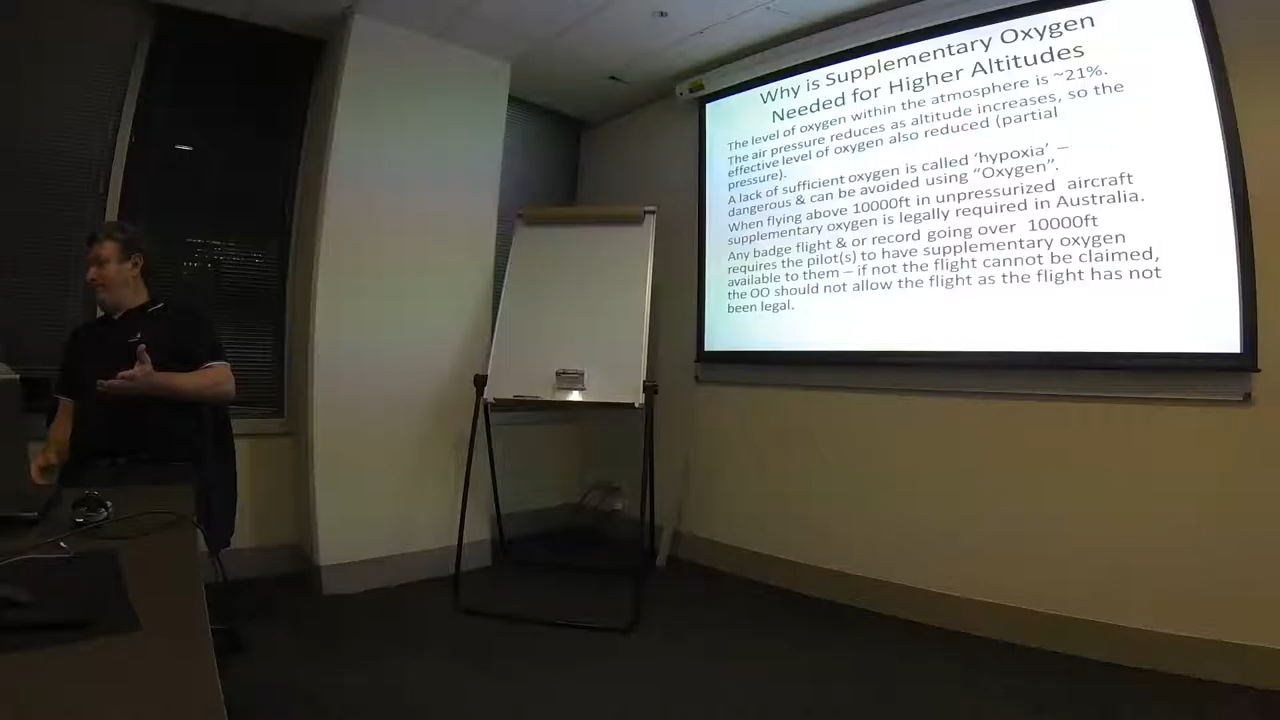 Why is Supplementary Oxygen
Needed for Higher Altitudes
The level of oxygen within the atmosphere is ~21%.
The air pressure reduces as altitude increases, so the
effective level of oxygen also reduced (partial
pressure).
A lack of sufficient oxygen is called ‘hypoxia’ –
dangerous & can be avoided using “Oxygen”.
When flying above 10000ft in unpressurized aircraft
supplementary oxygen is legally required in Australia.
Any badge flight & or record going over 10000ft
requires the pilot(s) to have supplementary oxygen
available to them – if not the flight cannot be claimed,
the OO should not allow the flight as the flight has not
been legal.